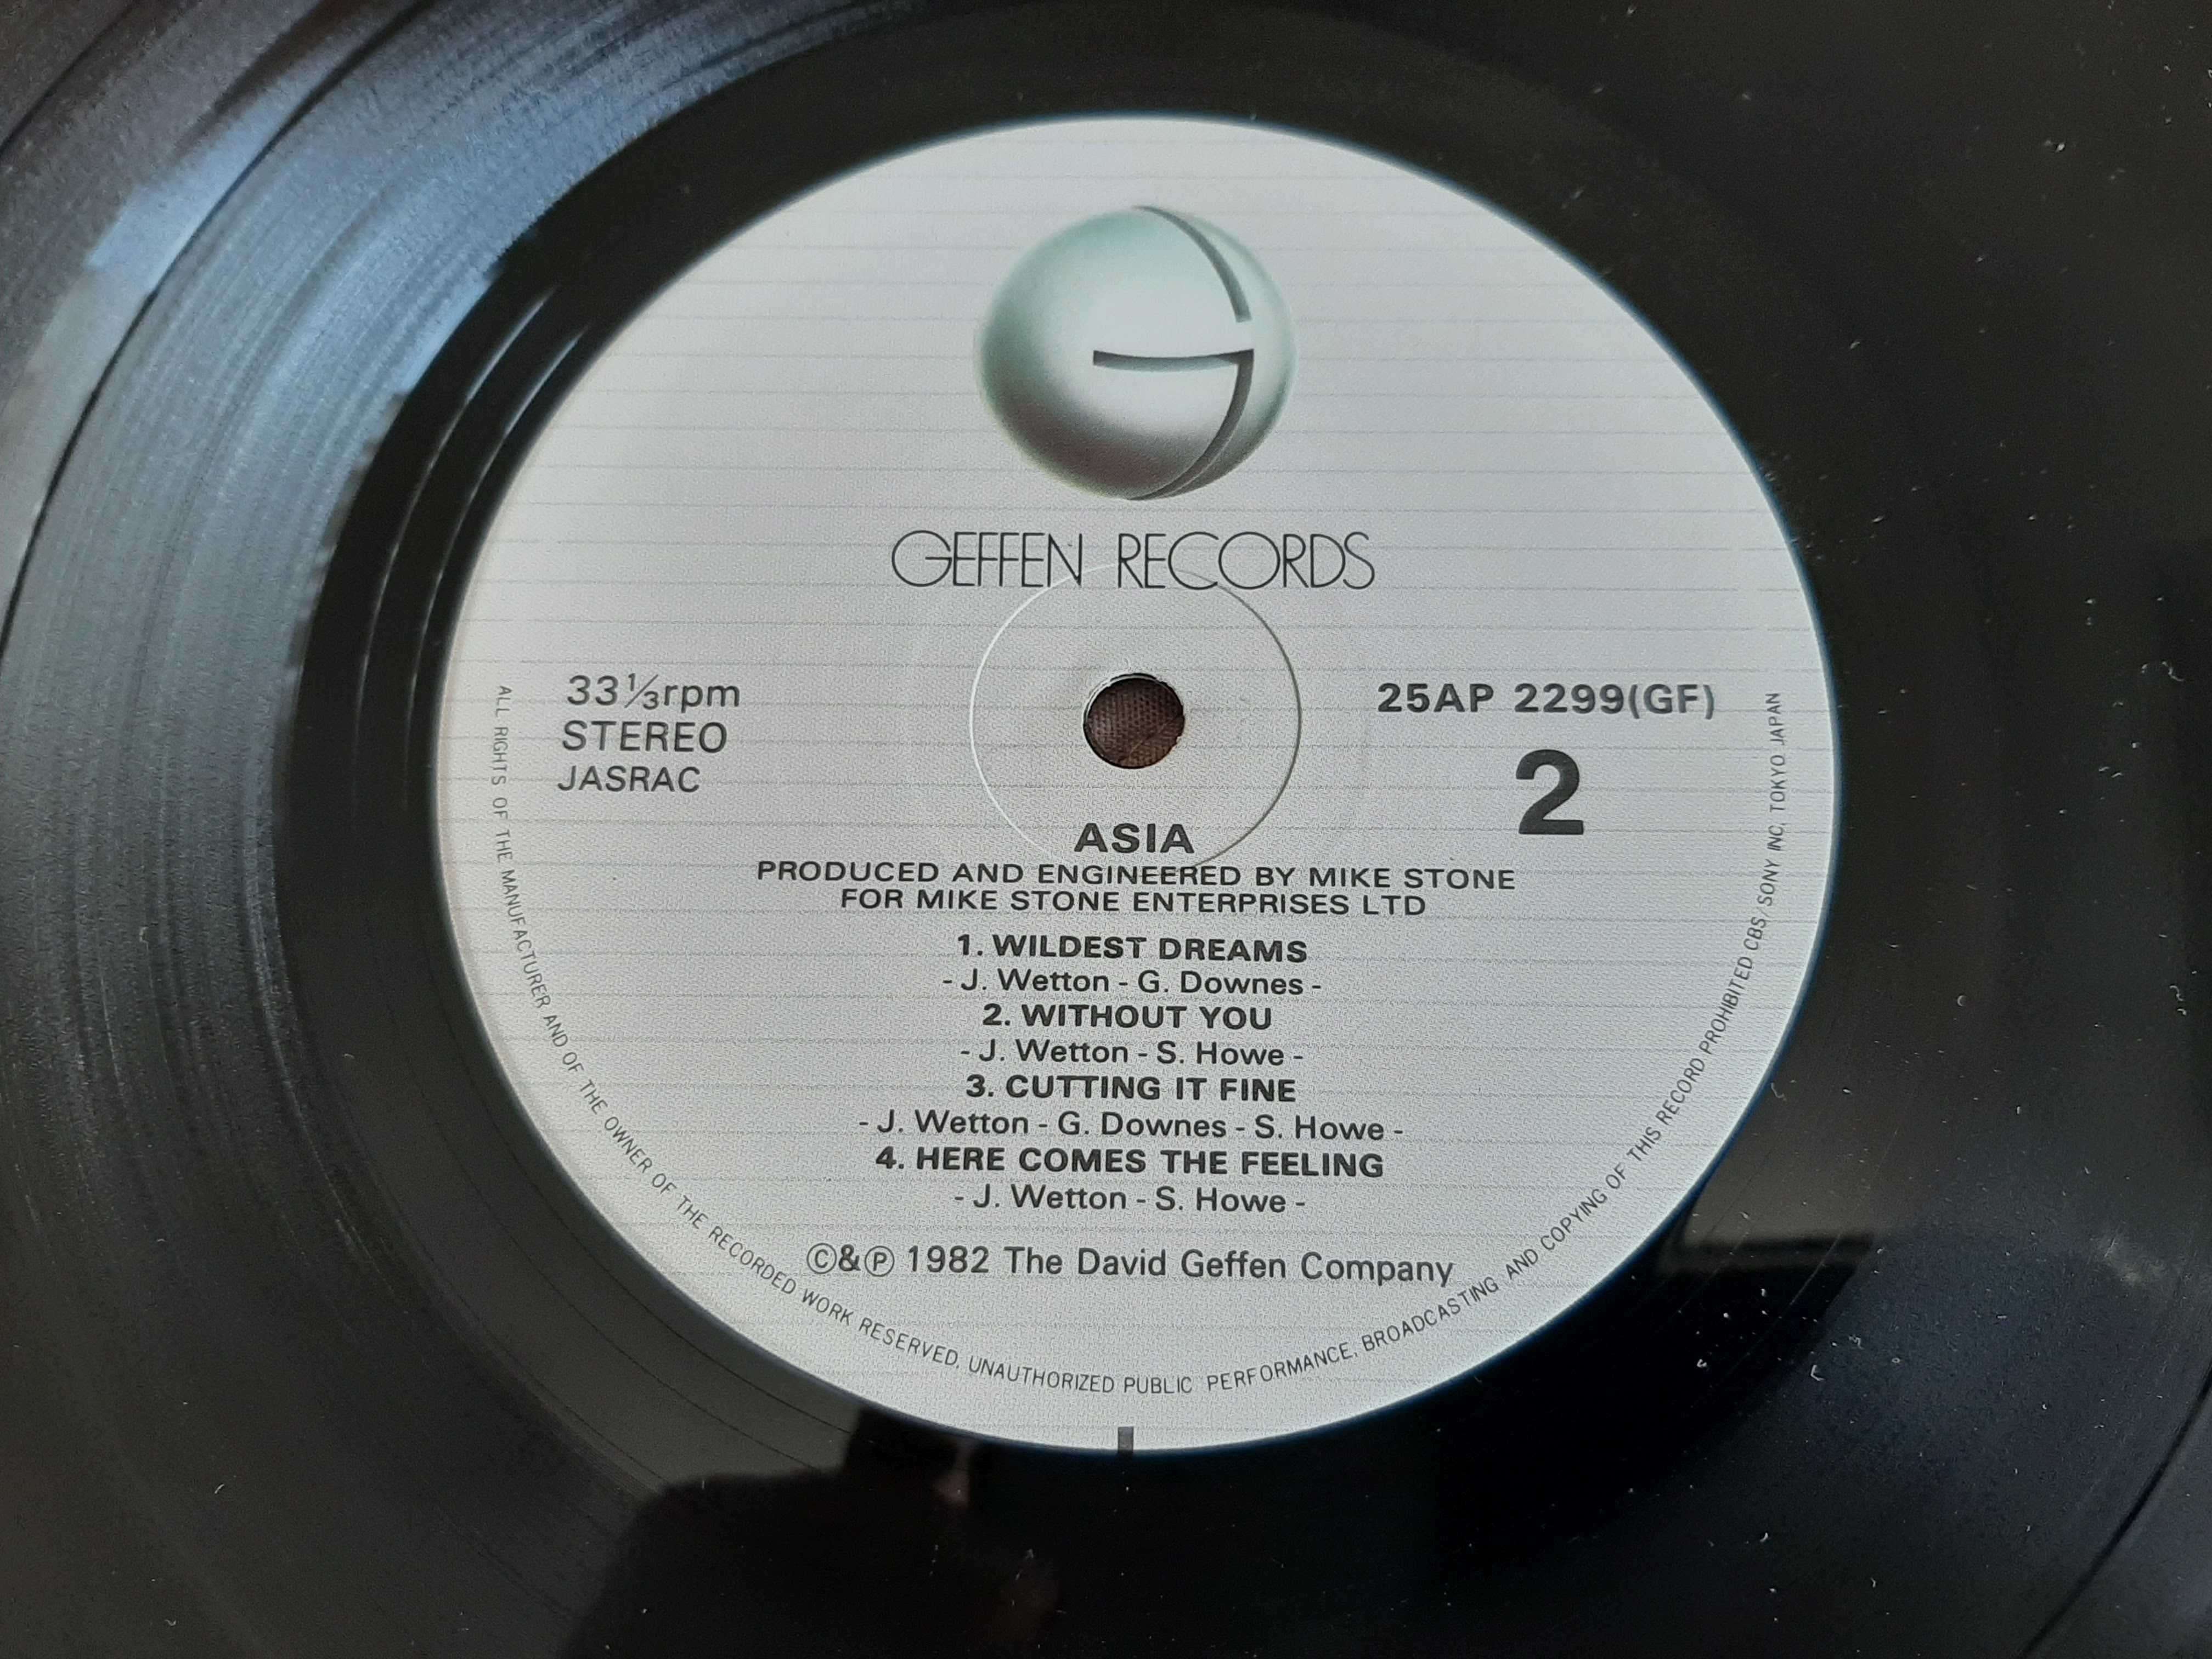 GEFFEN RECORDS
33⅓rpm
STEREO
JASRAC
25AP 2299(GF)
2
ASIA
PRODUCED AND ENGINEERED BY MIKE STONE
FOR MIKE STONE ENTERPRISES LTD
1. WILDEST DREAMS
- J. Wetton - G. Downes -
2. WITHOUT YOU
- J. Wetton - S. Howe -
3. CUTTING IT FINE
- J. Wetton - G. Downes - S. Howe -
4. HERE COMES THE FEELING
- J. Wetton - S. Howe -
©&℗ 1982 The David Geffen Company
ALL RIGHTS OF THE MANUFACTURER AND OF THE OWNER OF THE RECORDED WORK RESERVED. UNAUTHORIZED PUBLIC PERFORMANCE, BROADCASTING AND COPYING OF THIS RECORD PROHIBITED CBS/SONY INC, TOKYO JAPAN